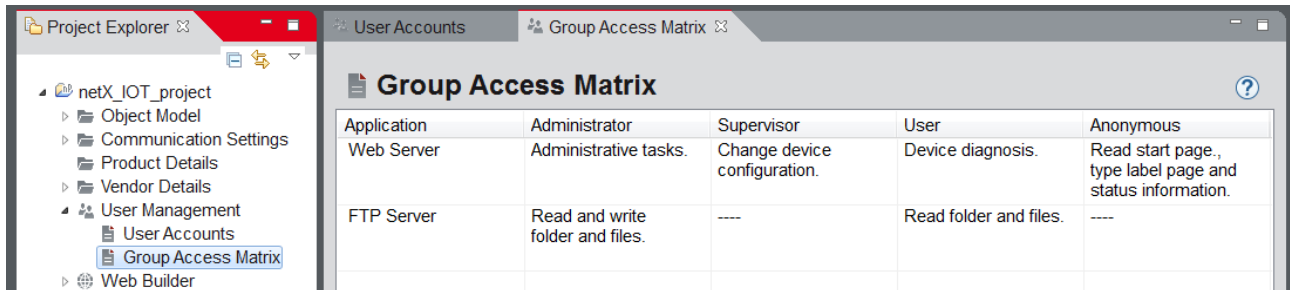 Project Explorer
User Accounts
Group Access Matrix
netX_IOT_project
Object Model
Communication Settings
Product Details
Vendor Details
User Management
User Accounts
Group Access Matrix
Web Builder
Group Access Matrix
Application Administrator Supervisor User Anonymous
Web Server Administrative tasks. Change device Device diagnosis. Read start page.,
configuration. type label page and
status information.
FTP Server Read and write ---- Read folder and files. ----
folder and files.